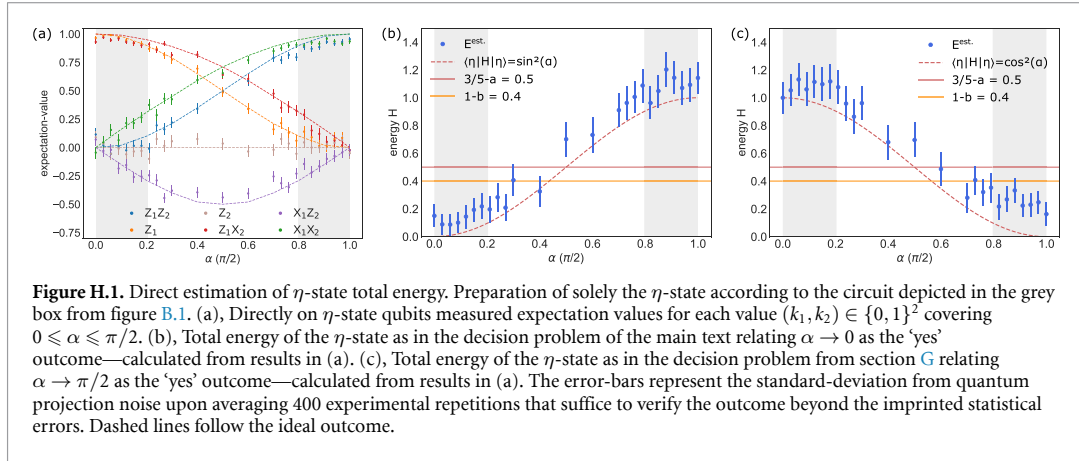 (a)
1.00
0.75
0.50
0.25
0.00
−0.25
−0.50
−0.75
expectation-value
Z₁Z₂
Z₁
Z₂
Z₁X₂
X₁Z₂
X₁X₂
0.0 0.2 0.4 0.6 0.8 1.0
α (π/2)
(b)
1.4
1.2
1.0
0.8
0.6
0.4
0.2
0.0
energy H
E^est.
⟨η|H|η⟩=sin²(α)
3/5-a = 0.5
1-b = 0.4
0.0 0.2 0.4 0.6 0.8 1.0
α (π/2)
(c)
1.4
1.2
1.0
0.8
0.6
0.4
0.2
0.0
energy H
E^est.
⟨η|H|η⟩=cos²(α)
3/5-a = 0.5
1-b = 0.4
0.0 0.2 0.4 0.6 0.8 1.0
α (π/2)
Figure H.1. Direct estimation of η-state total energy. Preparation of solely the η-state according to the circuit depicted in the grey
box from figure B.1. (a), Directly on η-state qubits measured expectation values for each value (k₁, k₂) ∈ {0, 1}² covering
0 ⩽ α ⩽ π/2. (b), Total energy of the η-state as in the decision problem of the main text relating α → 0 as the ‘yes’
outcome—calculated from results in (a). (c), Total energy of the η-state as in the decision problem from section G relating
α → π/2 as the ‘yes’ outcome—calculated from results in (a). The error-bars represent the standard-deviation from quantum
projection noise upon averaging 400 experimental repetitions that suffice to verify the outcome beyond the imprinted statistical
errors. Dashed lines follow the ideal outcome.